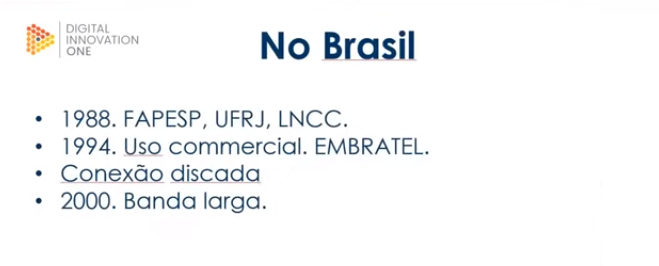 DIGITAL
INNOVATION
ONE
No Brasil
• 1988. FAPESP, UFRJ, LNCC.
• 1994. Uso commercial. EMBRATEL.
• Conexão discada
• 2000. Banda larga.